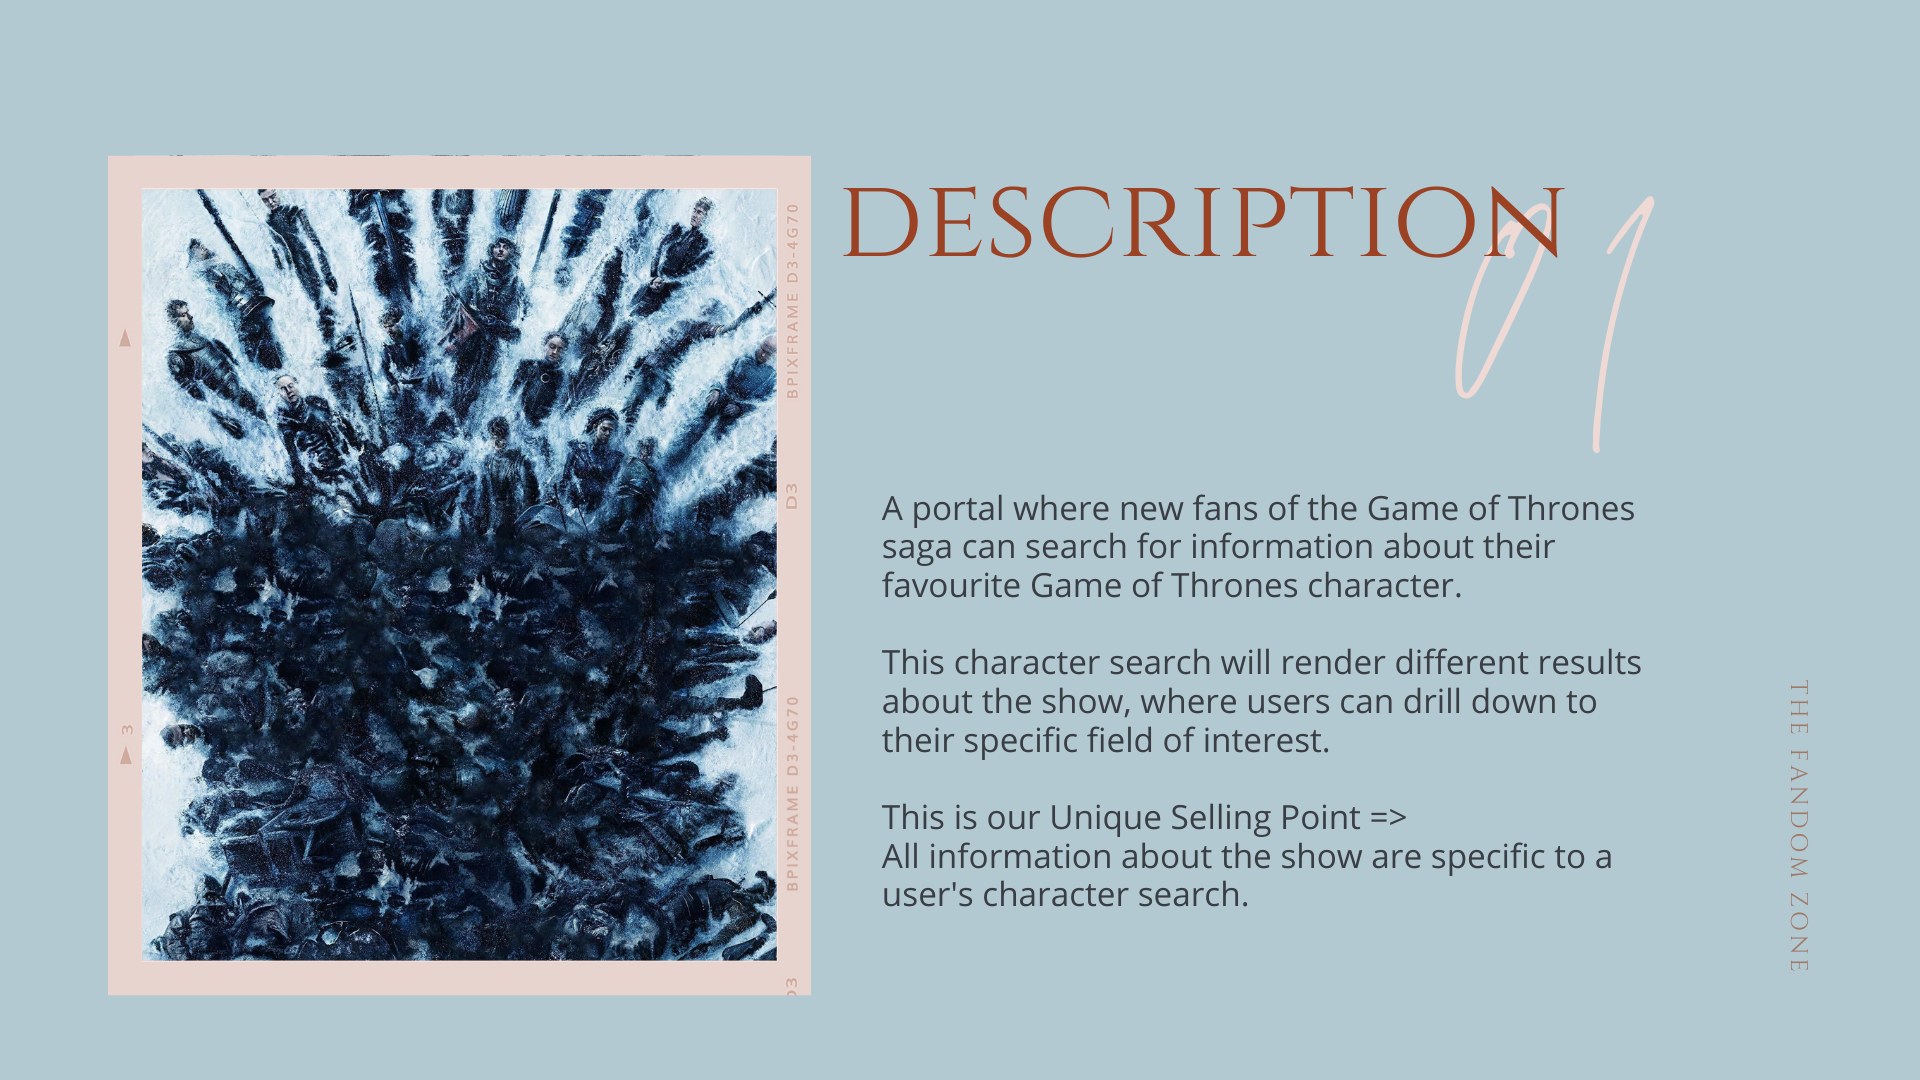 DESCRIPTION
01
A portal where new fans of the Game of Thrones
saga can search for information about their
favourite Game of Thrones character.
This character search will render different results
about the show, where users can drill down to
their specific field of interest.
This is our Unique Selling Point =>
All information about the show are specific to a
user's character search.
THE FANDOM ZONE
BPIXFRAME D3-4G70
D3
BPIXFRAME D3-4G70
D3
3